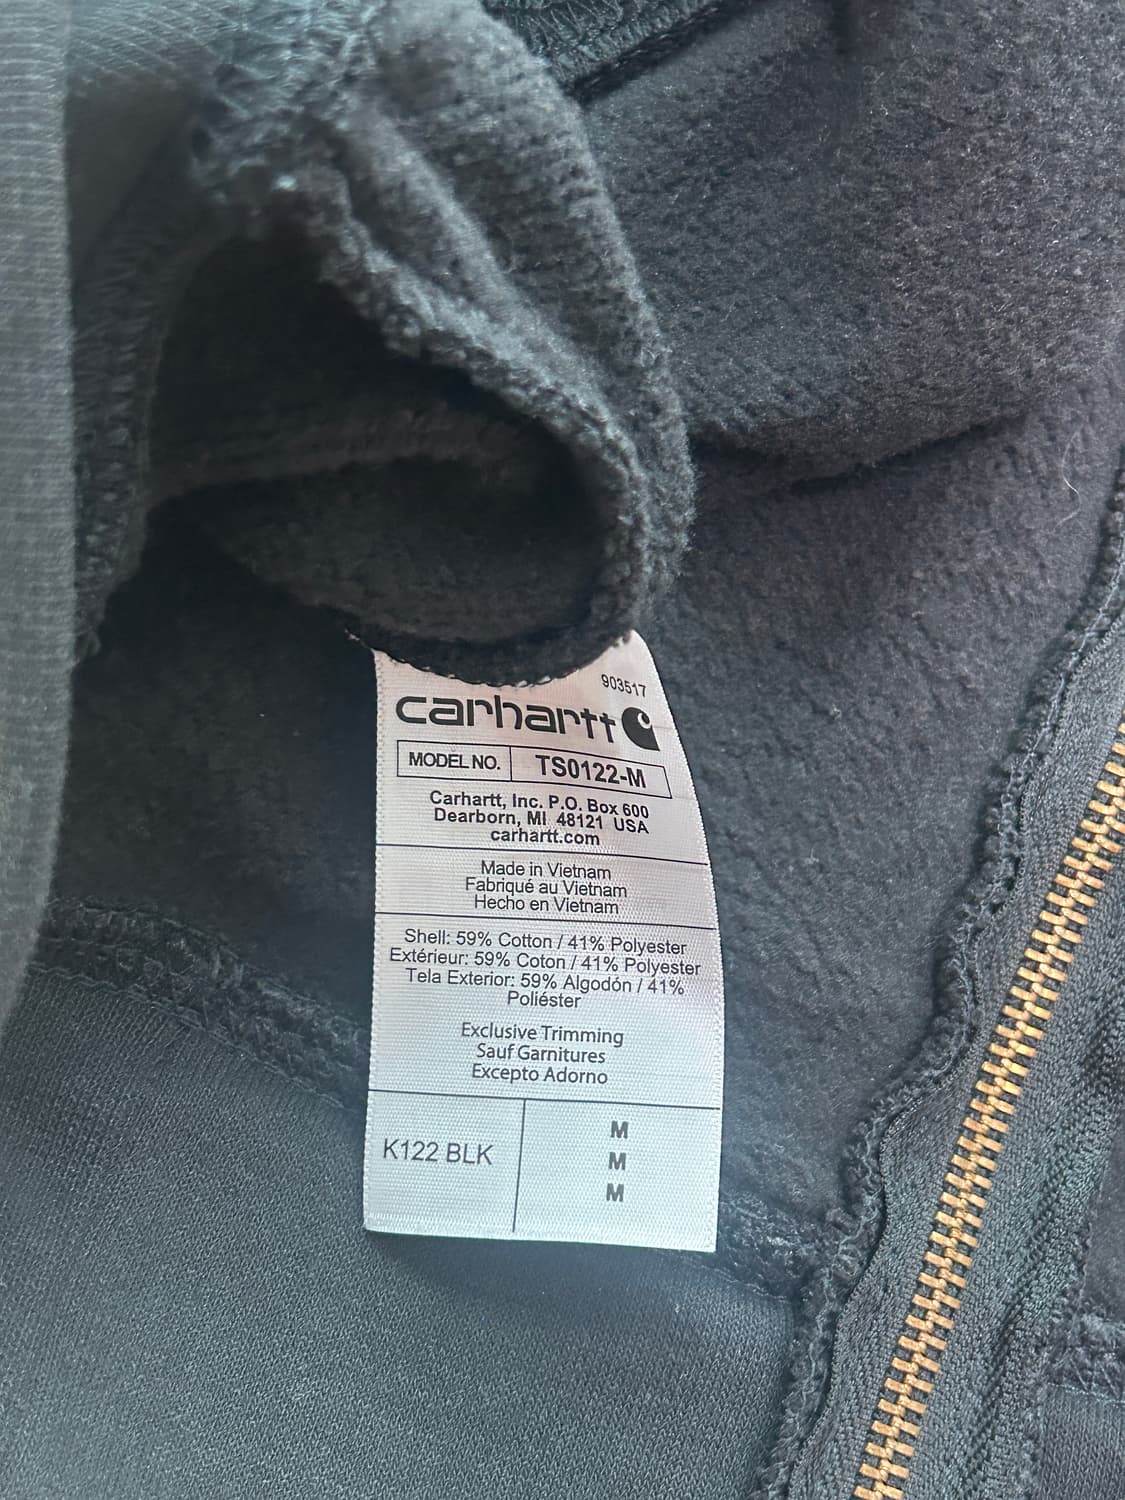 903517
carhartt
MODEL NO. TS0122-M
Carhartt, Inc. P.O. Box 600
Dearborn, MI 48121 USA
carhartt.com
Made in Vietnam
Fabriqué au Vietnam
Hecho en Vietnam
Shell: 59% Cotton / 41% Polyester
Extérieur: 59% Coton / 41% Polyester
Tela Exterior: 59% Algodón / 41%
Poliéster
Exclusive Trimming
Sauf Garnitures
Excepto Adorno
K122 BLK
M
M
M